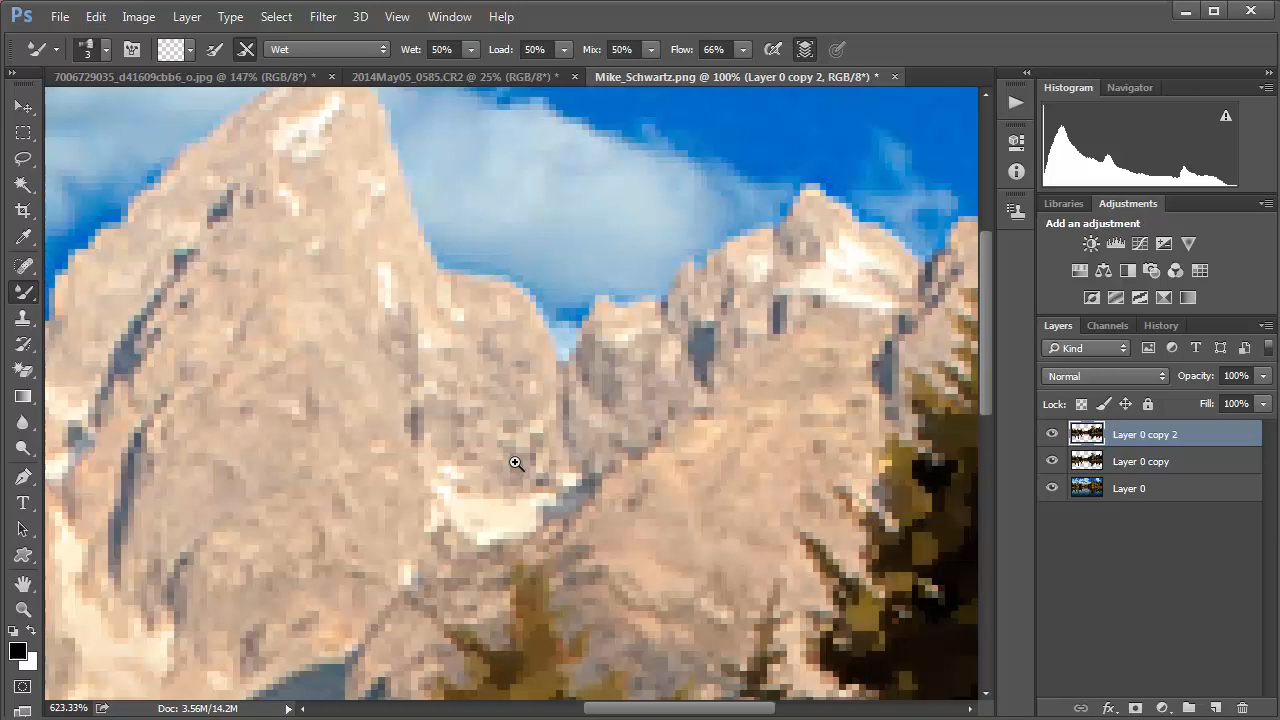 Ps File Edit Image Layer Type Select Filter 3D View Window Help
3 Wet Wet: 50% Load: 50% Mix: 50% Flow: 66%
7006729035_d41609cbb6_o.jpg @ 147% (RGB/8*) * × 2014May05_0585.CR2 @ 25% (RGB/8*) * × Mike_Schwartz.png @ 100% (Layer 0 copy 2, RGB/8*) * ×
Histogram Navigator
Libraries Adjustments
Add an adjustment
Layers Channels History
Kind
Normal Opacity: 100%
Lock: Fill: 100%
Layer 0 copy 2
Layer 0 copy
Layer 0
T
623.33% Doc: 3.56M/14.2M
fx